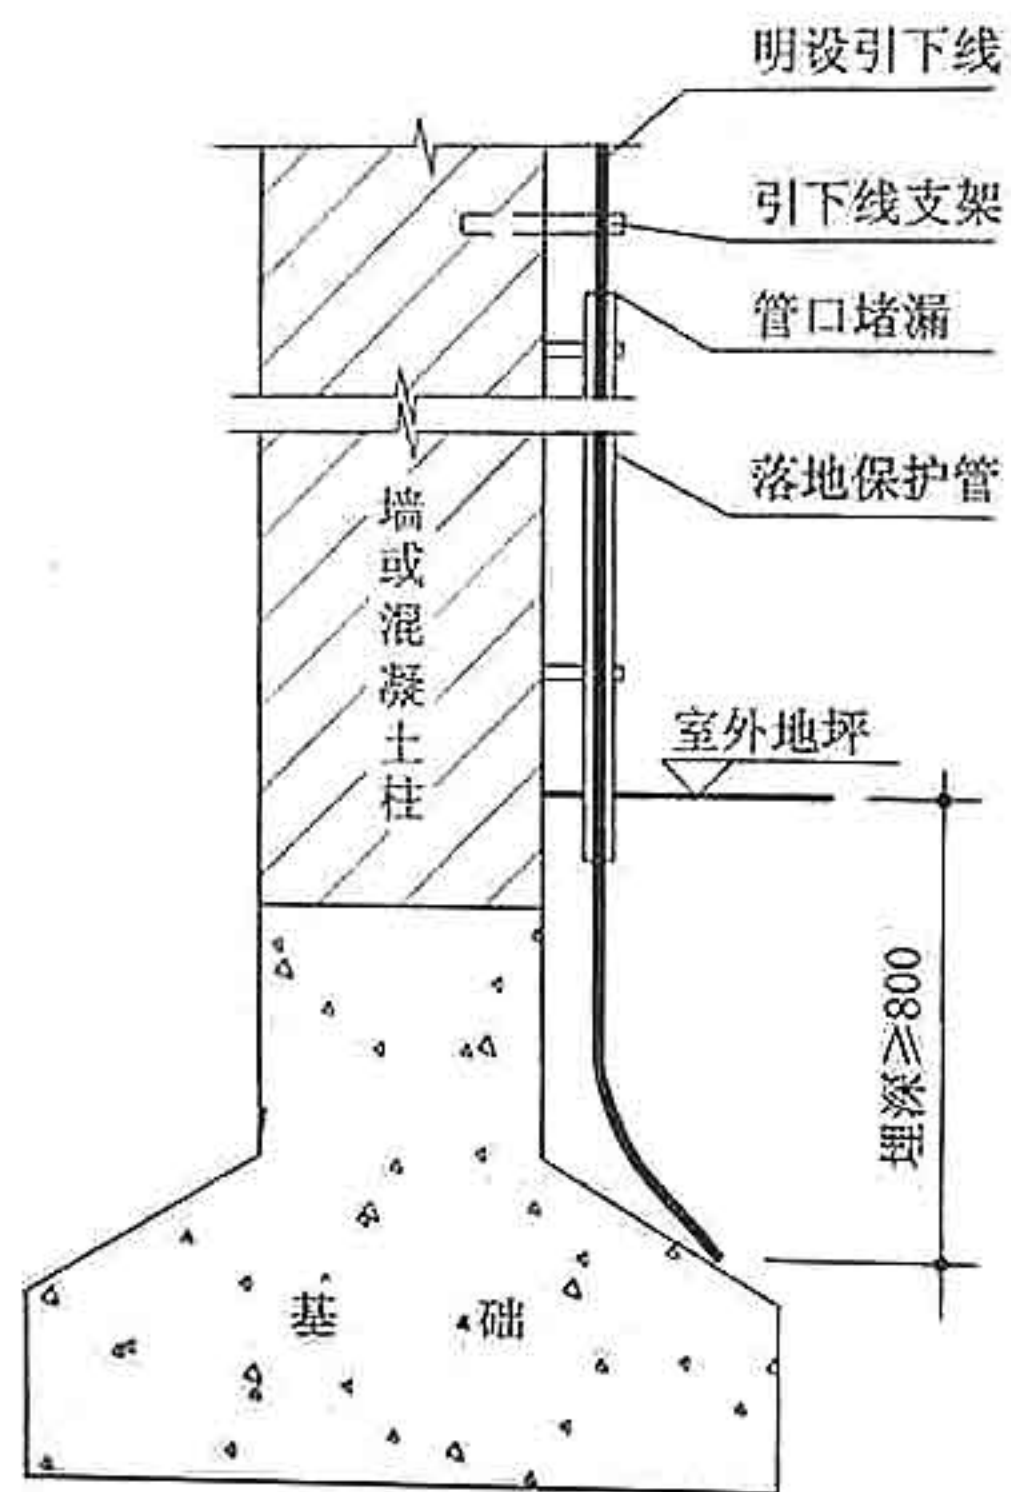 明设引下线
引下线支架
管口堵漏
落地保护管
墙或混凝土柱
室外地坪
埋深≥800
基础